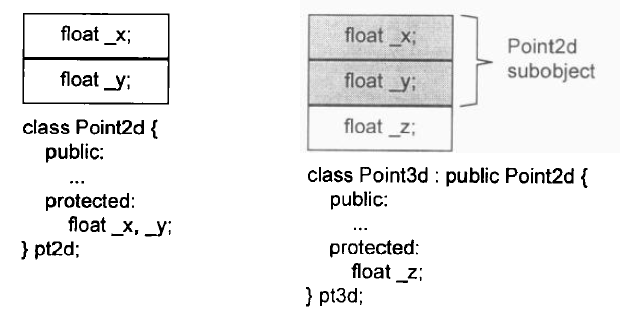 float _x;
float _y;
class Point2d {
public:
...
protected:
float _x, _y;
} pt2d;
float _x;
float _y;
float _z;
Point2d
subobject
class Point3d : public Point2d {
public:
...
protected:
float _z;
} pt3d;